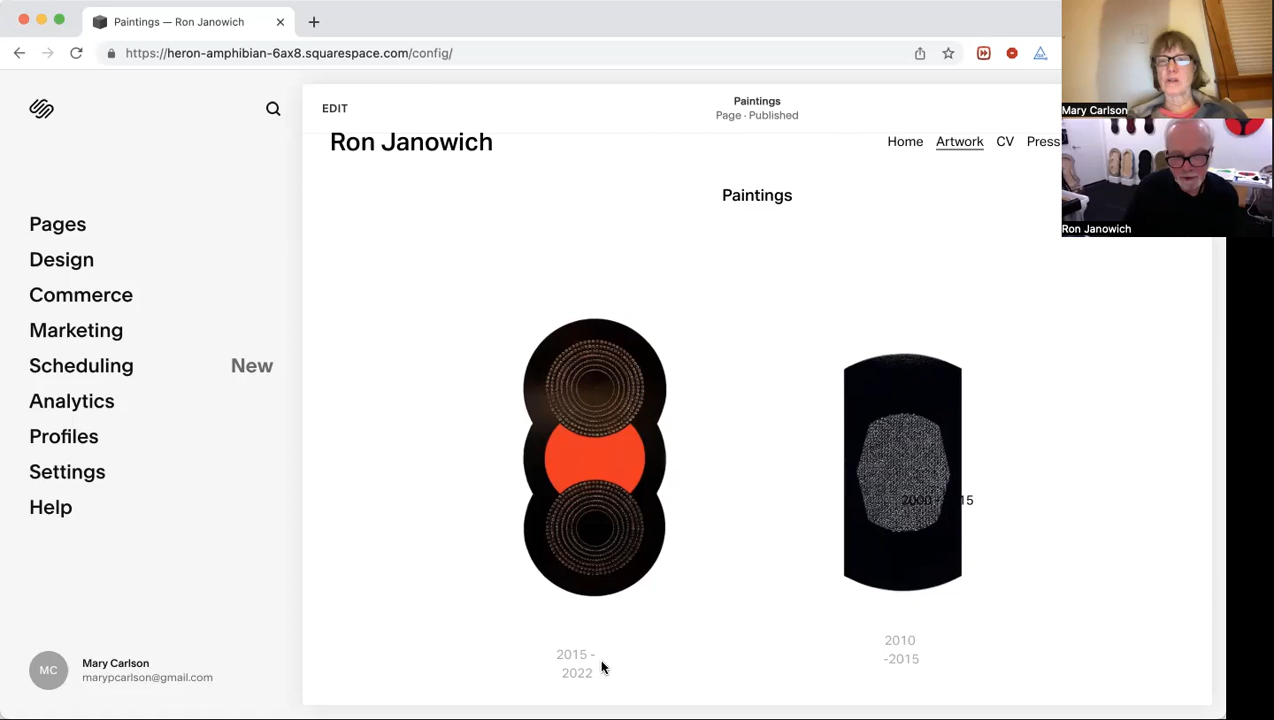 Paintings — Ron Janowich
https://heron-amphibian-6ax8.squarespace.com/config/
EDIT
Paintings
Page · Published
Ron Janowich
Home Artwork CV Press
Paintings
Pages
Design
Commerce
Marketing
Scheduling New
Analytics
Profiles
Settings
Help
MC
Mary Carlson
marypcarlson@gmail.com
2015 -
2022
2010
-2015
Mary Carlson
Ron Janowich